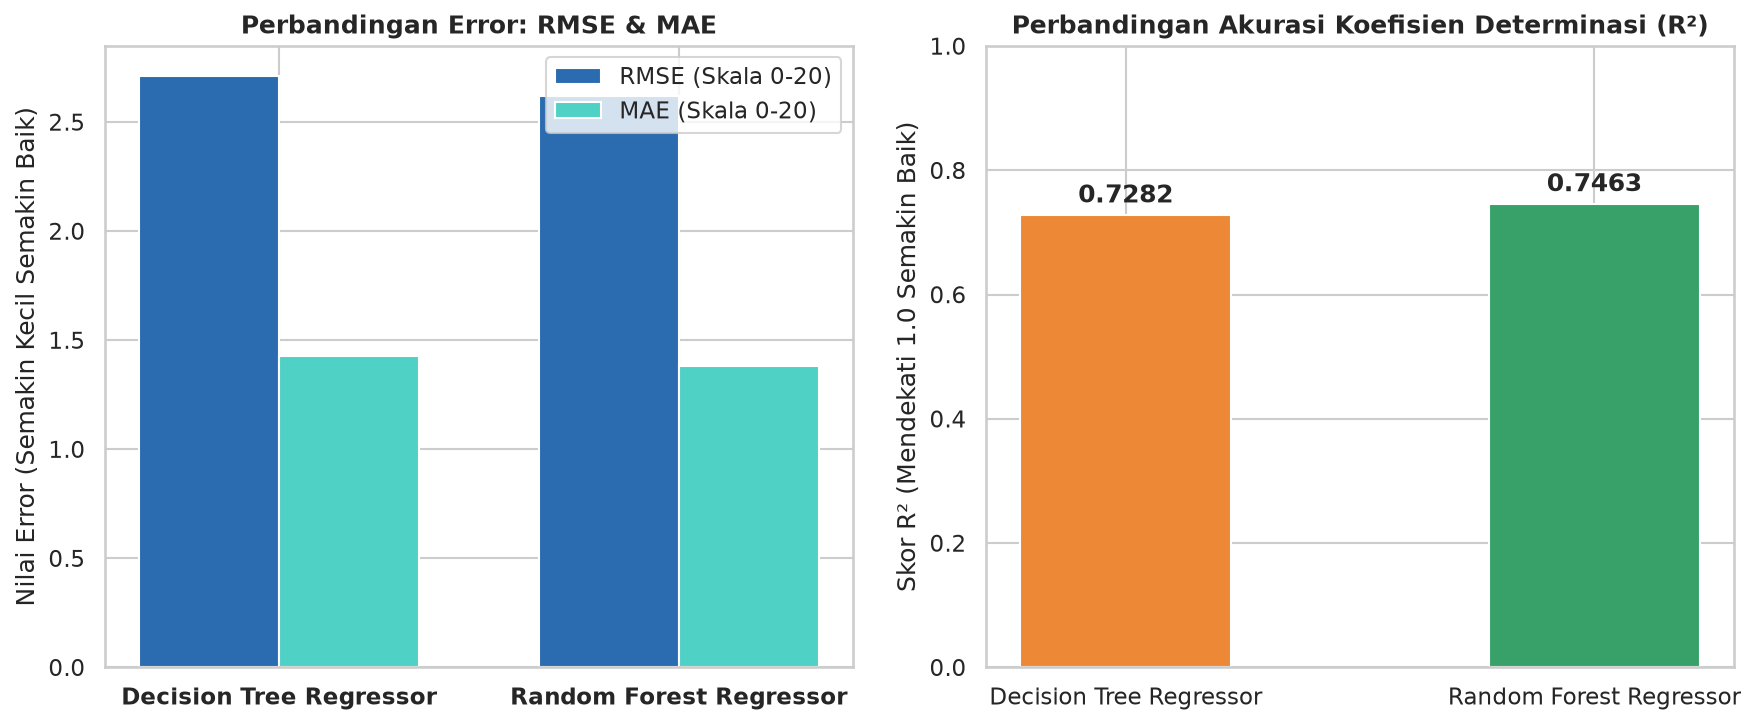 Perbandingan Error: RMSE & MAE
RMSE (Skala 0-20)
MAE (Skala 0-20)
Nilai Error (Semakin Kecil Semakin Baik)
2.5
2.0
1.5
1.0
0.5
0.0
Decision Tree Regressor
Random Forest Regressor
Perbandingan Akurasi Koefisien Determinasi (R²)
Skor R² (Mendekati 1.0 Semakin Baik)
1.0
0.8
0.6
0.4
0.2
0.0
0.7282
0.7463
Decision Tree Regressor
Random Forest Regressor